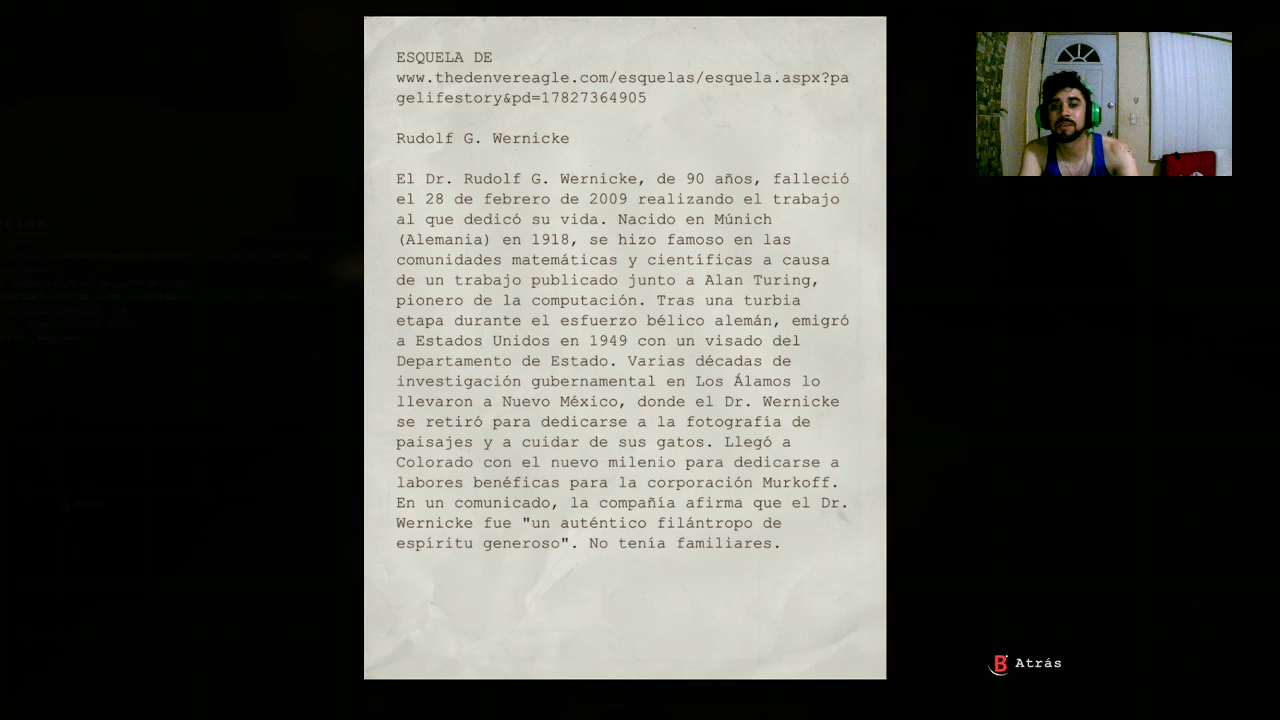 ESQUELA DE
www.thedenvereagle.com/esquelas/esquela.aspx?pa
gelifestory&pd=17827364905
Rudolf G. Wernicke
El Dr. Rudolf G. Wernicke, de 90 años, falleció
el 28 de febrero de 2009 realizando el trabajo
al que dedicó su vida. Nacido en Múnich
(Alemania) en 1918, se hizo famoso en las
comunidades matemáticas y científicas a causa
de un trabajo publicado junto a Alan Turing,
pionero de la computación. Tras una turbia
etapa durante el esfuerzo bélico alemán, emigró
a Estados Unidos en 1949 con un visado del
Departamento de Estado. Varias décadas de
investigación gubernamental en Los Álamos lo
llevaron a Nuevo México, donde el Dr. Wernicke
se retiró para dedicarse a la fotografía de
paisajes y a cuidar de sus gatos. Llegó a
Colorado con el nuevo milenio para dedicarse a
labores benéficas para la corporación Murkoff.
En un comunicado, la compañía afirma que el Dr.
Wernicke fue "un auténtico filántropo de
espíritu generoso". No tenía familiares.
B Atrás